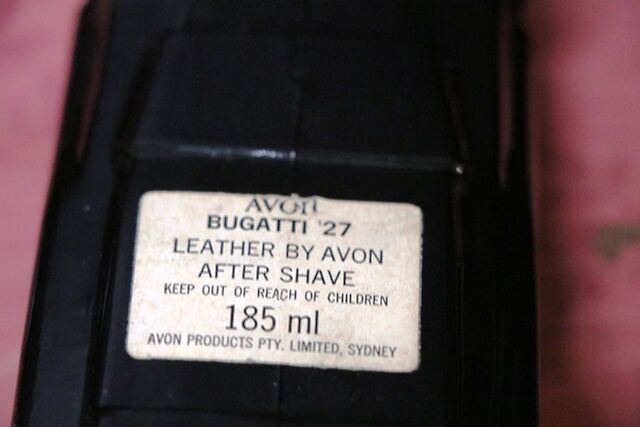 AVON
BUGATTI '27
LEATHER BY AVON
AFTER SHAVE
KEEP OUT OF REACH OF CHILDREN
185 ml
AVON PRODUCTS PTY. LIMITED, SYDNEY